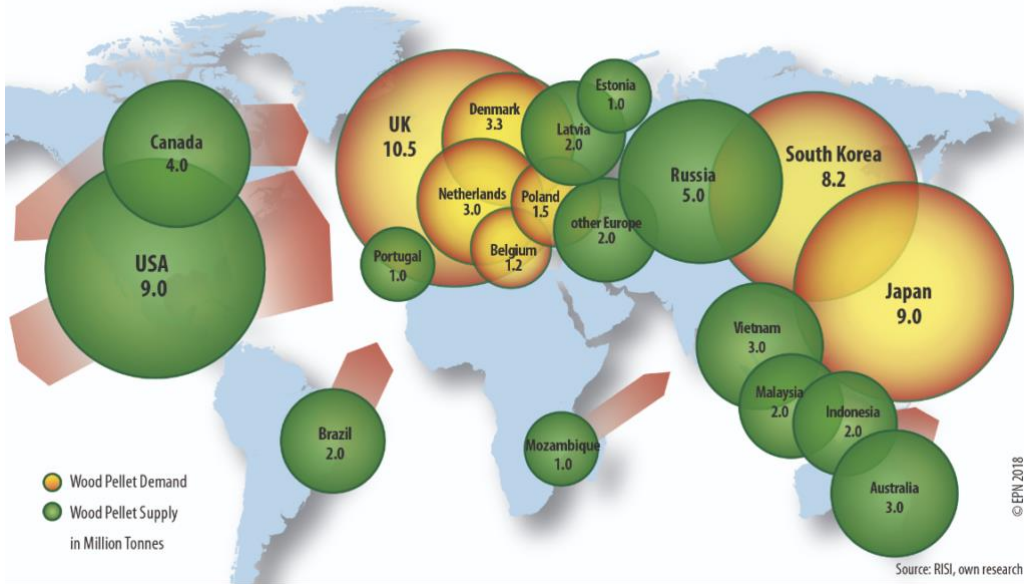 Canada
4.0
USA
9.0
UK
10.5
Denmark
3.3
Netherlands
3.0
Poland
1.5
Belgium
1.2
Portugal
1.0
Estonia
1.0
Latvia
2.0
other Europe
2.0
Russia
5.0
South Korea
8.2
Japan
9.0
Vietnam
3.0
Malaysia
2.0
Indonesia
2.0
Australia
3.0
Brazil
2.0
Mozambique
1.0
Wood Pellet Demand
Wood Pellet Supply
in Million Tonnes
© EPN 2018
Source: RISI, own research